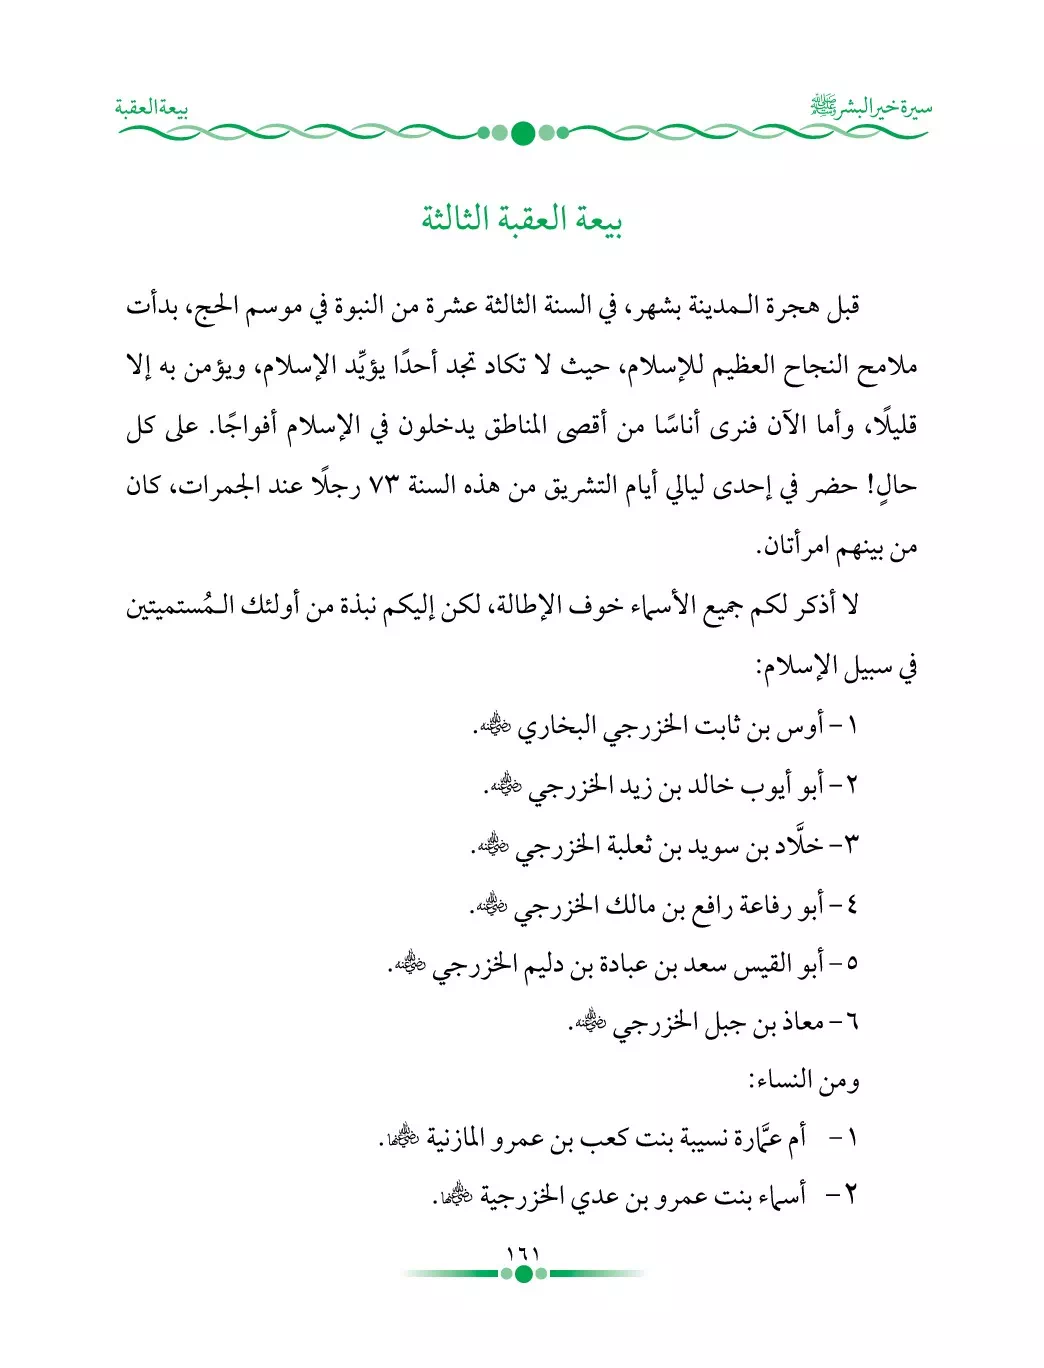 سيرة خير البشر ﷺ
بيعة العقبة
بيعة العقبة الثالثة
قبل هجرة الـمدينة بشهر، في السنة الثالثة عشرة من النبوة في موسم الحج، بدأت
ملامح النجاح العظيم للإسلام، حيث لا تكاد تجد أحدًا يؤيِّد الإسلام، ويؤمن به إلا
قليلًا، وأما الآن فنرى أناسًا من أقصى المناطق يدخلون في الإسلام أفواجًا. على كل
حالٍ! حضر في إحدى ليالي أيام التشريق من هذه السنة ٧٣ رجلًا عند الجمرات، كان
من بينهم امرأتان.
لا أذكر لكم جميع الأسماء خوف الإطالة، لكن إليكم نبذة من أولئك الـمُستميتين
في سبيل الإسلام:
١- أوس بن ثابت الخزرجي البخاري رضي الله عنه.
٢- أبو أيوب خالد بن زيد الخزرجي رضي الله عنه.
٣- خلَّاد بن سويد بن ثعلبة الخزرجي رضي الله عنه.
٤- أبو رفاعة رافع بن مالك الخزرجي رضي الله عنه.
٥- أبو القيس سعد بن عبادة بن دليم الخزرجي رضي الله عنه.
٦- معاذ بن جبل الخزرجي رضي الله عنه.
ومن النساء:
١- أم عمَّارة نسيبة بنت كعب بن عمرو المازنية رضي الله عنها.
٢- أسماء بنت عمرو بن عدي الخزرجية رضي الله عنها.
١٦١